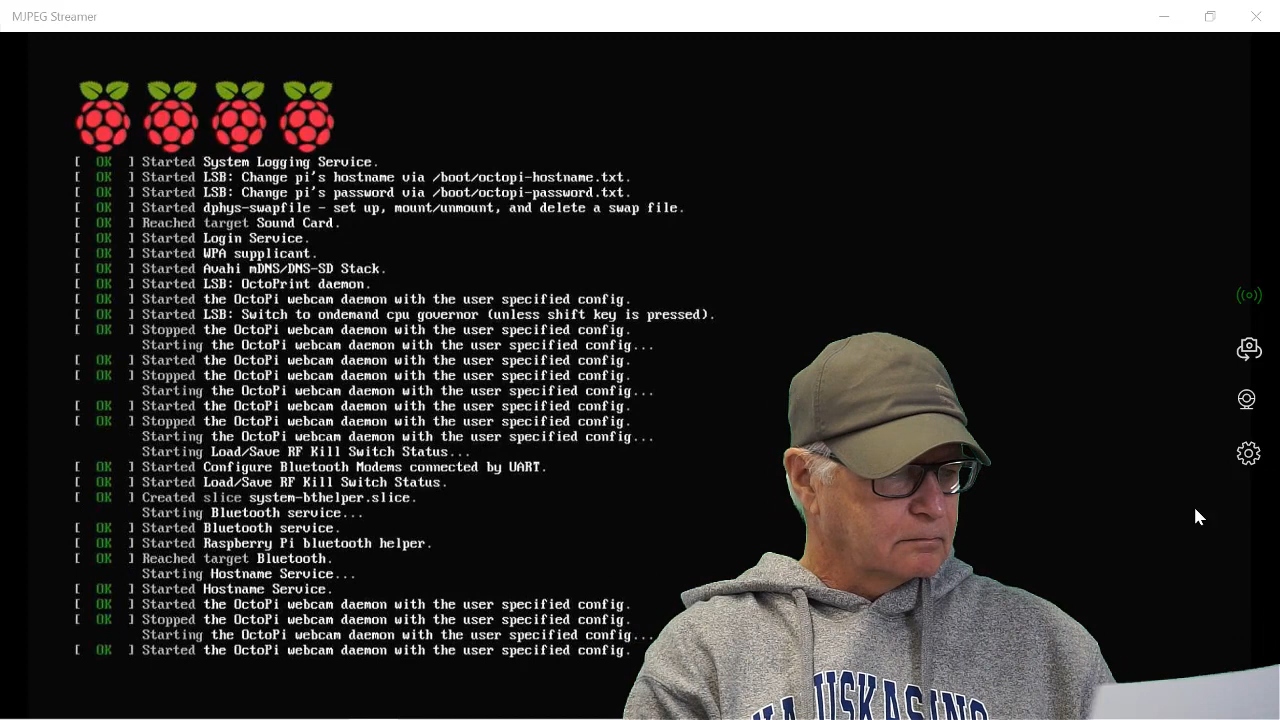 MJPEG Streamer
[ OK ] Started System Logging Service.
[ OK ] Started LSB: Change pi's hostname via /boot/octopi-hostname.txt.
[ OK ] Started LSB: Change pi's password via /boot/octopi-password.txt.
[ OK ] Started dphys-swapfile - set up, mount/unmount, and delete a swap file.
[ OK ] Reached target Sound Card.
[ OK ] Started Login Service.
[ OK ] Started WPA supplicant.
[ OK ] Started Avahi mDNS/DNS-SD Stack.
[ OK ] Started LSB: OctoPrint daemon.
[ OK ] Started the OctoPi webcam daemon with the user specified config.
[ OK ] Started LSB: Switch to ondemand cpu governor (unless shift key is pressed).
[ OK ] Stopped the OctoPi webcam daemon with the user specified config.
Starting the OctoPi webcam daemon with the user specified config...
[ OK ] Started the OctoPi webcam daemon with the user specified config.
[ OK ] Stopped the OctoPi webcam daemon with the user specified config.
Starting the OctoPi webcam daemon with the user specified config...
[ OK ] Started the OctoPi webcam daemon with the user specified config.
[ OK ] Stopped the OctoPi webcam daemon with the user specified config.
Starting the OctoPi webcam daemon with the user specified config...
Starting Load/Save RF Kill Switch Status...
[ OK ] Started Configure Bluetooth Modems connected by UART.
[ OK ] Started Load/Save RF Kill Switch Status.
[ OK ] Created slice system-bthelper.slice.
Starting Bluetooth service...
[ OK ] Started Bluetooth service.
[ OK ] Started Raspberry Pi bluetooth helper.
[ OK ] Reached target Bluetooth.
Starting Hostname Service...
[ OK ] Started Hostname Service.
[ OK ] Started the OctoPi webcam daemon with the user specified config.
[ OK ] Stopped the OctoPi webcam daemon with the user specified config.
Starting the OctoPi webcam daemon with the user specified config...
[ OK ] Started the OctoPi webcam daemon with the user specified config.